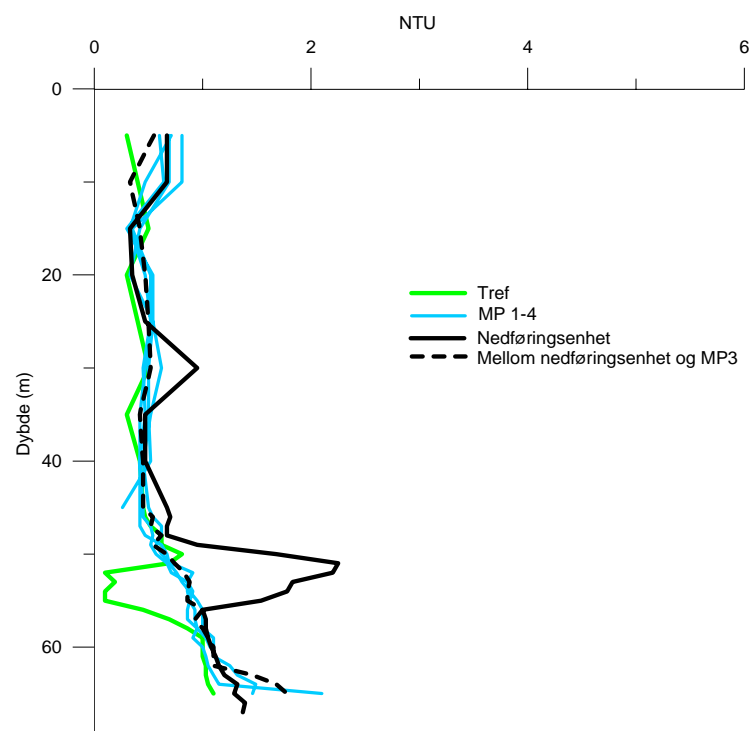 NTU
0 2 4 6
0
20
40
60
Dybde (m)
Tref
MP 1-4
Nedføringsenhet
Mellom nedføringsenhet og MP3